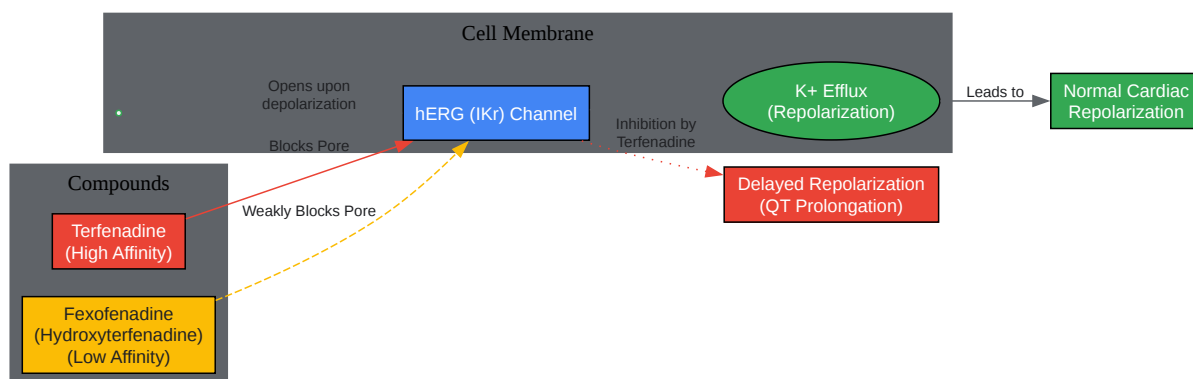 Cell Membrane
Opens upon
depolarization
hERG (IKr) Channel
K+ Efflux
(Repolarization)
Leads to
Normal Cardiac
Repolarization
Blocks Pore
Inhibition by
Terfenadine
Compounds
Delayed Repolarization
(QT Prolongation)
Terfenadine
(High Affinity)
Weakly Blocks Pore
Fexofenadine
(Hydroxyterfenadine)
(Low Affinity)